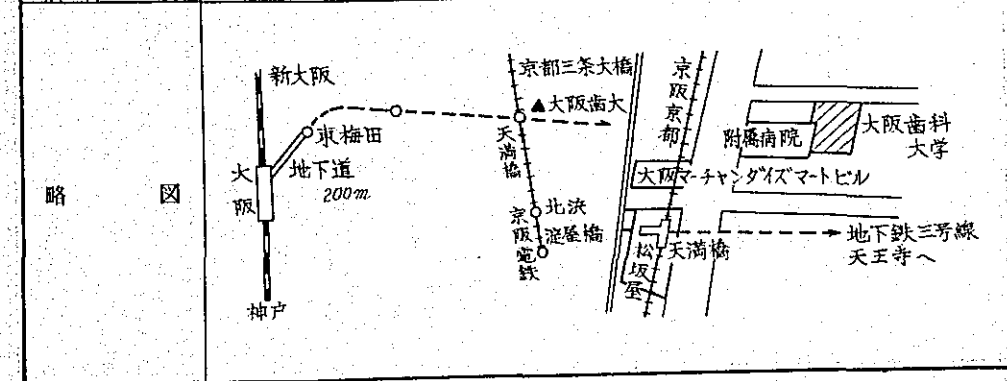 略図
新大阪
東梅田
地下道
200m
大阪
神戸
京都三条大橋
▲大阪歯大
天満橋
北浜
淀屋橋
京阪電鉄
京阪京都
附属病院
大阪歯科
大学
大阪マーチャンダイズマートビル
天満橋
松坂屋
地下鉄三号線
天王寺へ